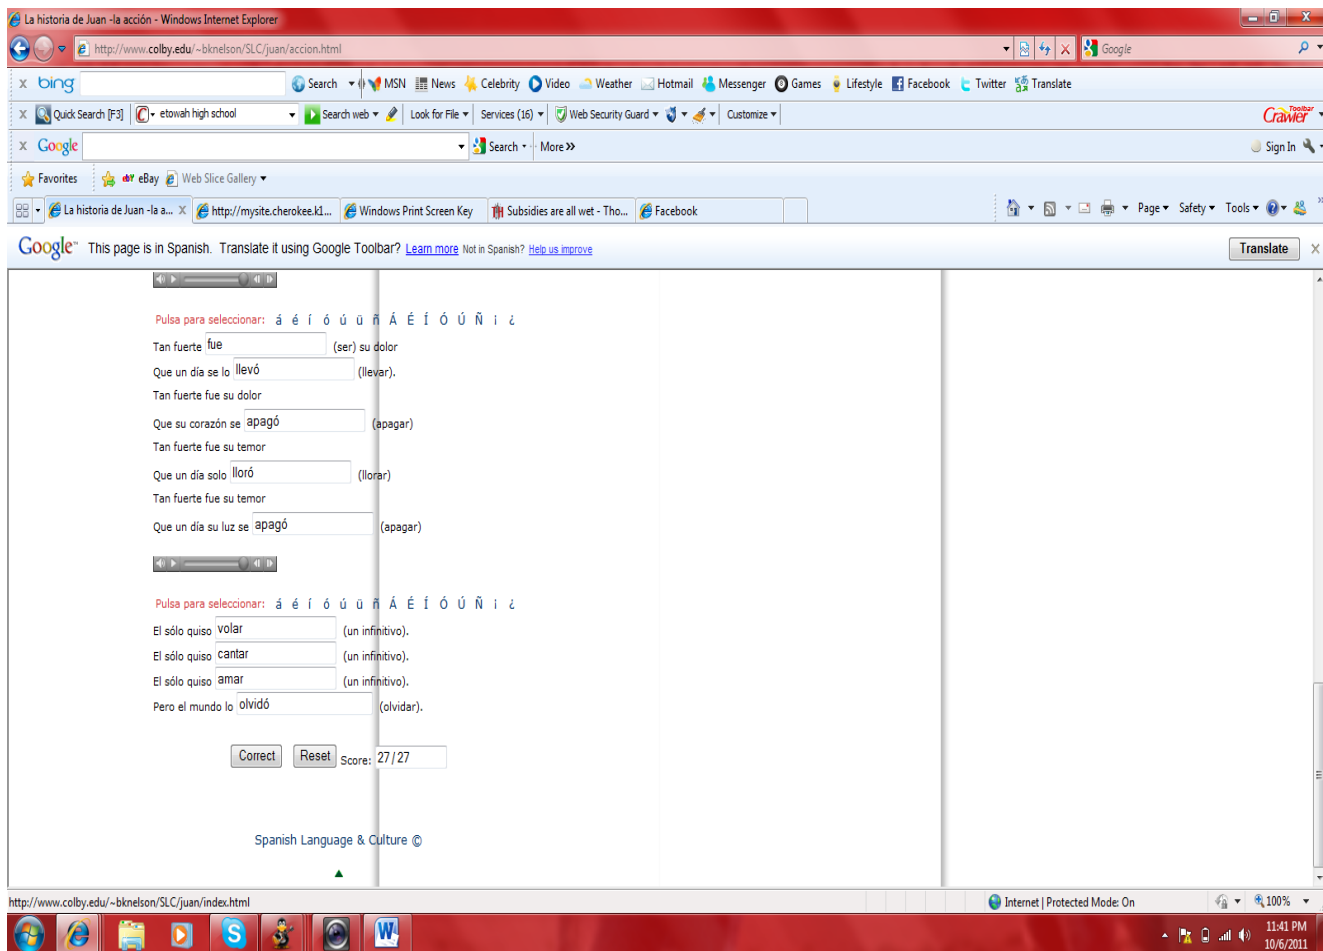 La historia de Juan -la acción - Windows Internet Explorer
http://www.colby.edu/~bknelson/SLC/juan/accion.html Google
x bing Search MSN News Celebrity Video Weather Hotmail Messenger Games Lifestyle Facebook Twitter Translate
x Quick Search [F3] etowah high school Search web Look for File Services (16) Web Security Guard Customize Crawler Toolbar
x Google Search More >> Sign In
Favorites eBay Web Slice Gallery
La historia de Juan -la a... X http://mysite.cherokee.k1... Windows Print Screen Key Subsidies are all wet - Tho... Facebook Page Safety Tools
Google™ This page is in Spanish. Translate it using Google Toolbar? Learn more Not in Spanish? Help us improve Translate X
Pulsa para seleccionar: á é í ó ú ü ñ Á É Í Ó Ú Ñ ¡ ¿
Tan fuerte fue (ser) su dolor
Que un día se lo llevó (llevar).
Tan fuerte fue su dolor
Que su corazón se apagó (apagar)
Tan fuerte fue su temor
Que un día solo lloró (llorar)
Tan fuerte fue su temor
Que un día su luz se apagó (apagar)
Pulsa para seleccionar: á é í ó ú ü ñ Á É Í Ó Ú Ñ ¡ ¿
El sólo quiso volar (un infinitivo).
El sólo quiso cantar (un infinitivo).
El sólo quiso amar (un infinitivo).
Pero el mundo lo olvidó (olvidar).
Correct Reset Score: 27/27
Spanish Language & Culture ©
http://www.colby.edu/~bknelson/SLC/juan/index.html Internet | Protected Mode: On 100%
11:41 PM
10/6/2011